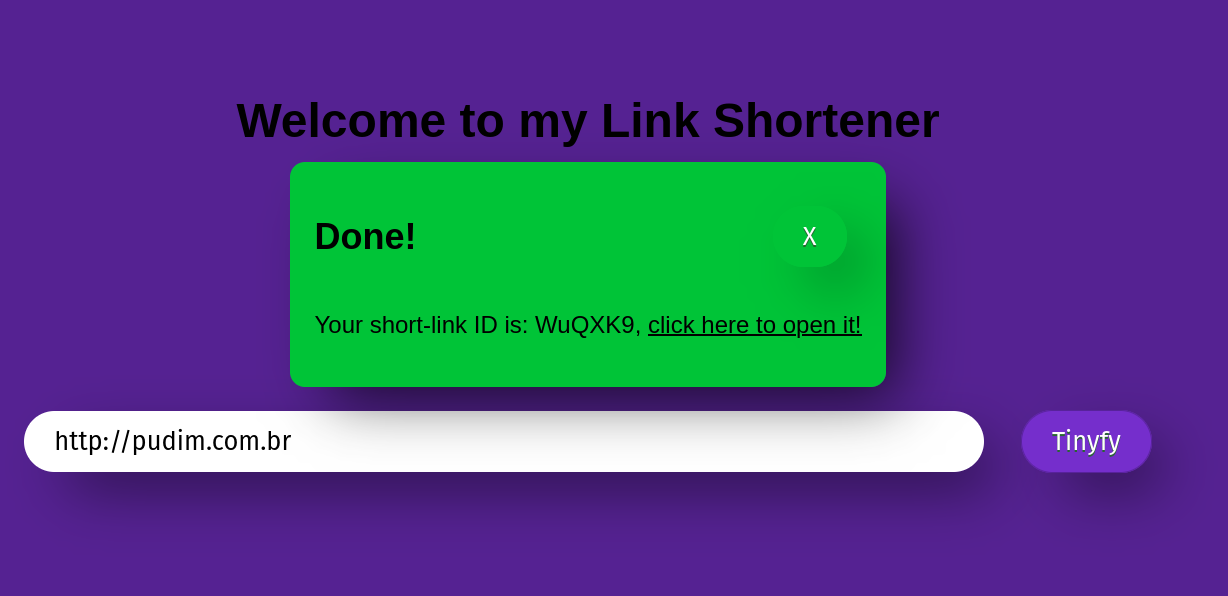 Welcome to my Link Shortener
Done!
X
Your short-link ID is: WuQXK9, click here to open it!
http://pudim.com.br
Tinyfy